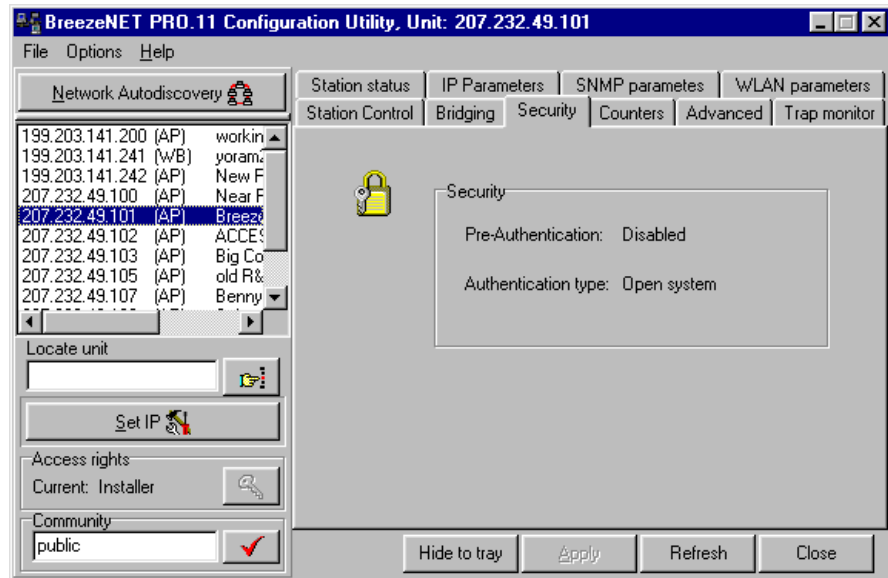 BreezeNET PRO.11 Configuration Utility, Unit: 207.232.49.101
File Options Help
Network Autodiscovery
199.203.141.200 (AP) workin
199.203.141.241 (WB) yorama
199.203.141.242 (AP) New F
207.232.49.100 (AP) Near F
207.232.49.101 (AP) Breeze
207.232.49.102 (AP) ACCES
207.232.49.103 (AP) Big Co
207.232.49.105 (AP) old R&
207.232.49.107 (AP) Benny
Locate unit
Set IP
Access rights
Current: Installer
Community
public
Station status IP Parameters SNMP parametes WLAN parameters
Station Control Bridging Security Counters Advanced Trap monitor
Security
Pre-Authentication: Disabled
Authentication type: Open system
Hide to tray Apply Refresh Close